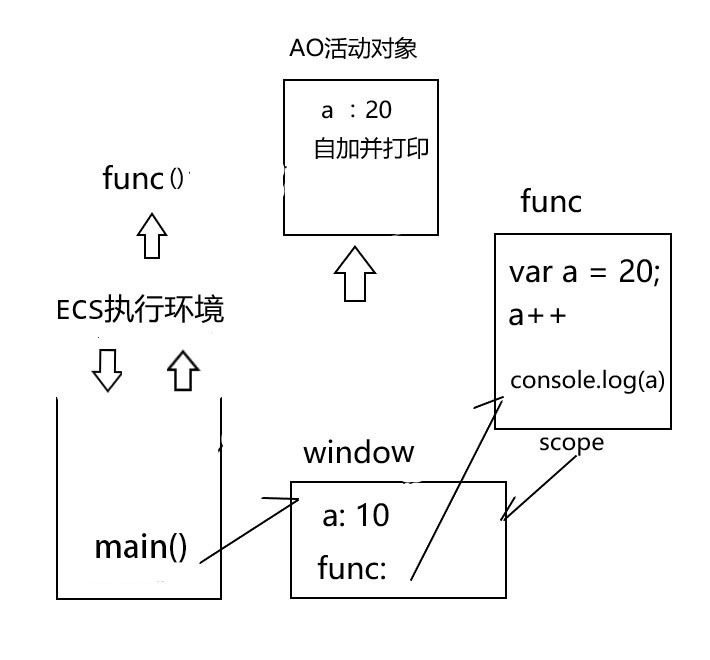 AO活动对象
a ：20
自加并打印
func()
func
var a = 20;
a++
console.log(a)
scope
ECS执行环境
window
a: 10
func:
main()